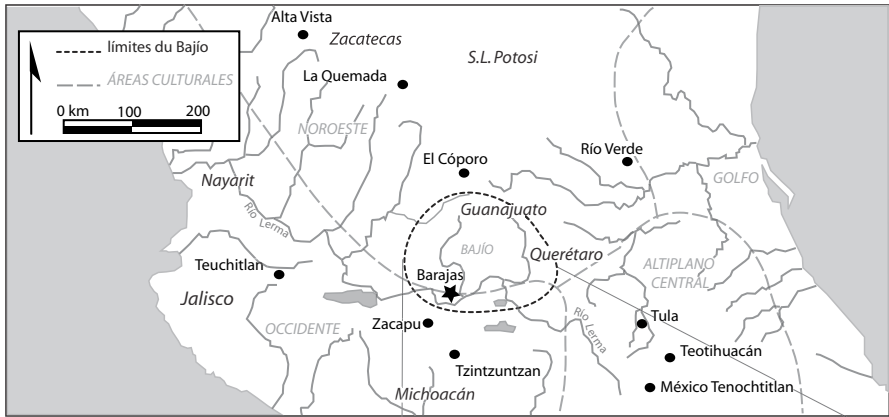 Alta Vista
Zacatecas
S.L. Potosi
límites du Bajío
ÁREAS CULTURALES
0 km 100 200
La Quemada
NOROESTE
El Cóporo
Río Verde
GOLFO
Nayarit
Río Lerma
Guanajuato
BAJÍO
Querétaro
Teuchitlan
Barajas
ALTIPLANO
CENTRAL
Jalisco
OCCIDENTE
Zacapu
Río Lerma
Tula
Teotihuacán
Tzintzuntzan
México Tenochtitlan
Michoacán